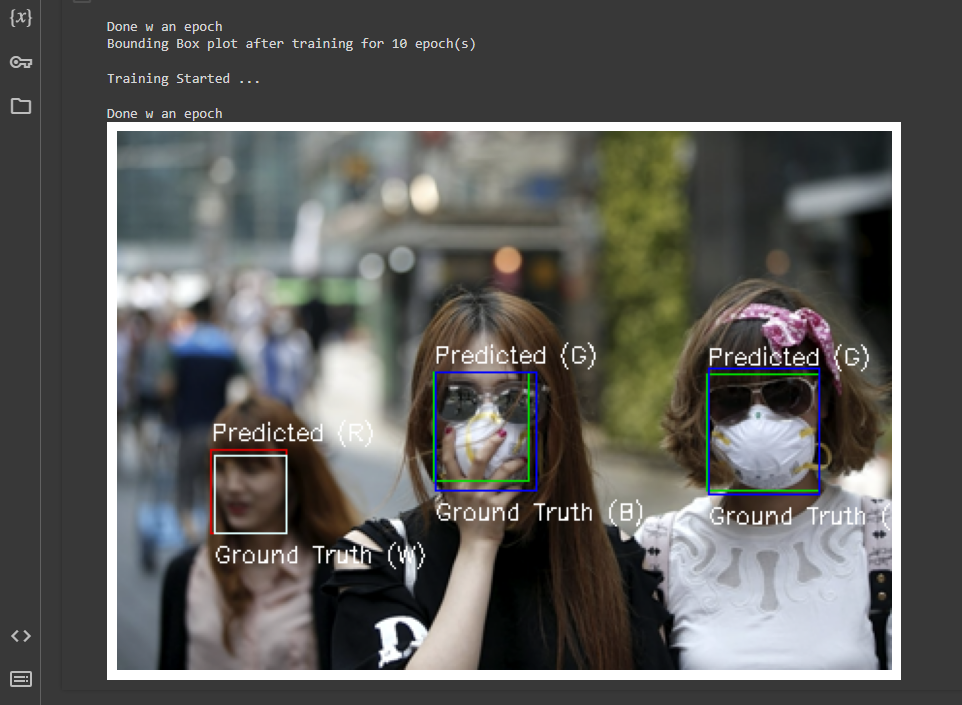 {x}
Done w an epoch
Bounding Box plot after training for 10 epoch(s)
Training Started ...
Done w an epoch
Predicted (G)
Predicted (G)
Predicted (R)
Ground Truth (B)
Ground Truth (
Ground Truth (W)
D